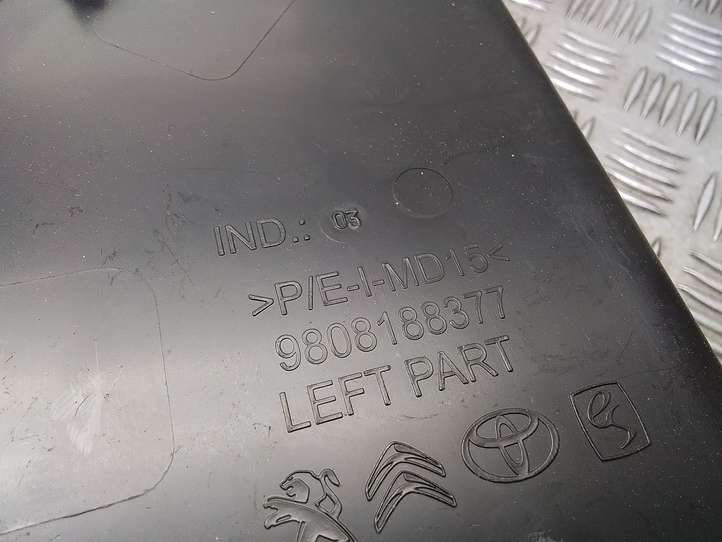 IND.: 03
>P/E-I-MD15<
9808188377
LEFT PART